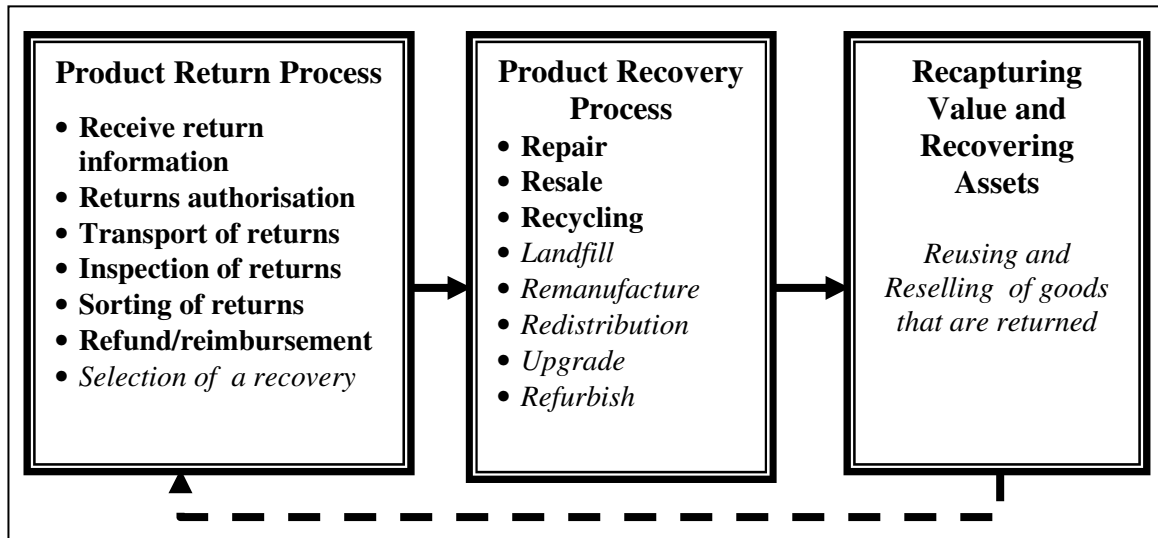 Product Return Process
• Receive return
information
• Returns authorisation
• Transport of returns
• Inspection of returns
• Sorting of returns
• Refund/reimbursement
• Selection of a recovery
Product Recovery
Process
• Repair
• Resale
• Recycling
• Landfill
• Remanufacture
• Redistribution
• Upgrade
• Refurbish
Recapturing
Value and
Recovering
Assets
Reusing and
Reselling of goods
that are returned